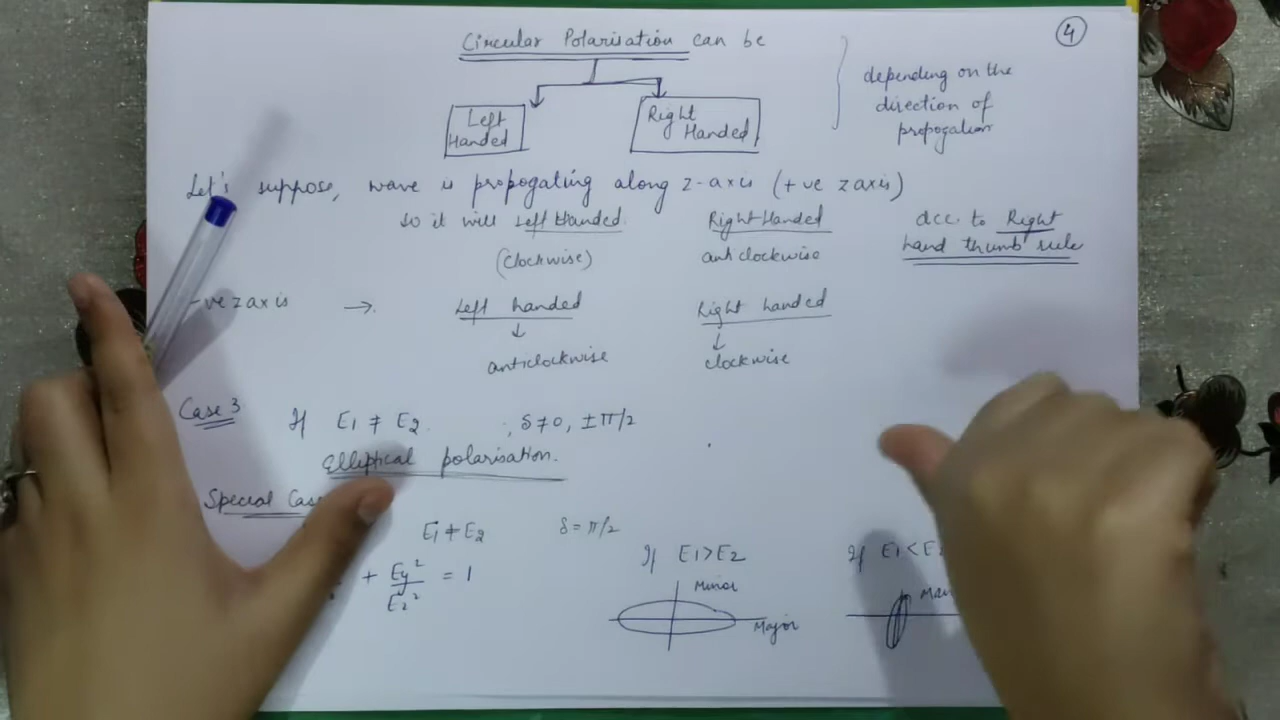 4
Circular Polarisation can be
Left Handed
Right Handed
depending on the
direction of
propogation
Let's suppose, wave is propogating along z-axis (+ve z axis)
so it will Left Handed
Right Handed
acc. to Right
hand thumb rule
(clockwise)
anticlockwise
-ve z axis → Left handed Right handed
↓ ↓
anticlockwise clockwise
Case 3 If E1 ≠ E2 , δ ≠ 0, ± π/2
Elliptical polarisation.
Special Case
E1 ≠ E2 δ = π/2
+ Ey²/E2² = 1
If E1 > E2
Minor
Major
If E1 < E